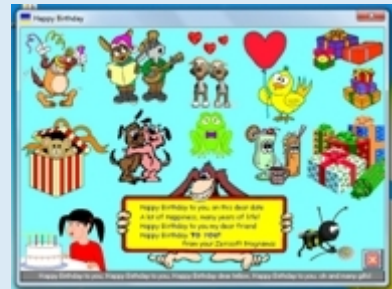 Happy Birthday
Happy Birthday to you, on this dear date
A lot of Happiness, many years of life!
Happy Birthday to you my dear friend
Happy Birthday TO YOU!
From your Zerisoft Programs
Happy Birthday to you, Happy Birthday to you, Happy Birthday dear